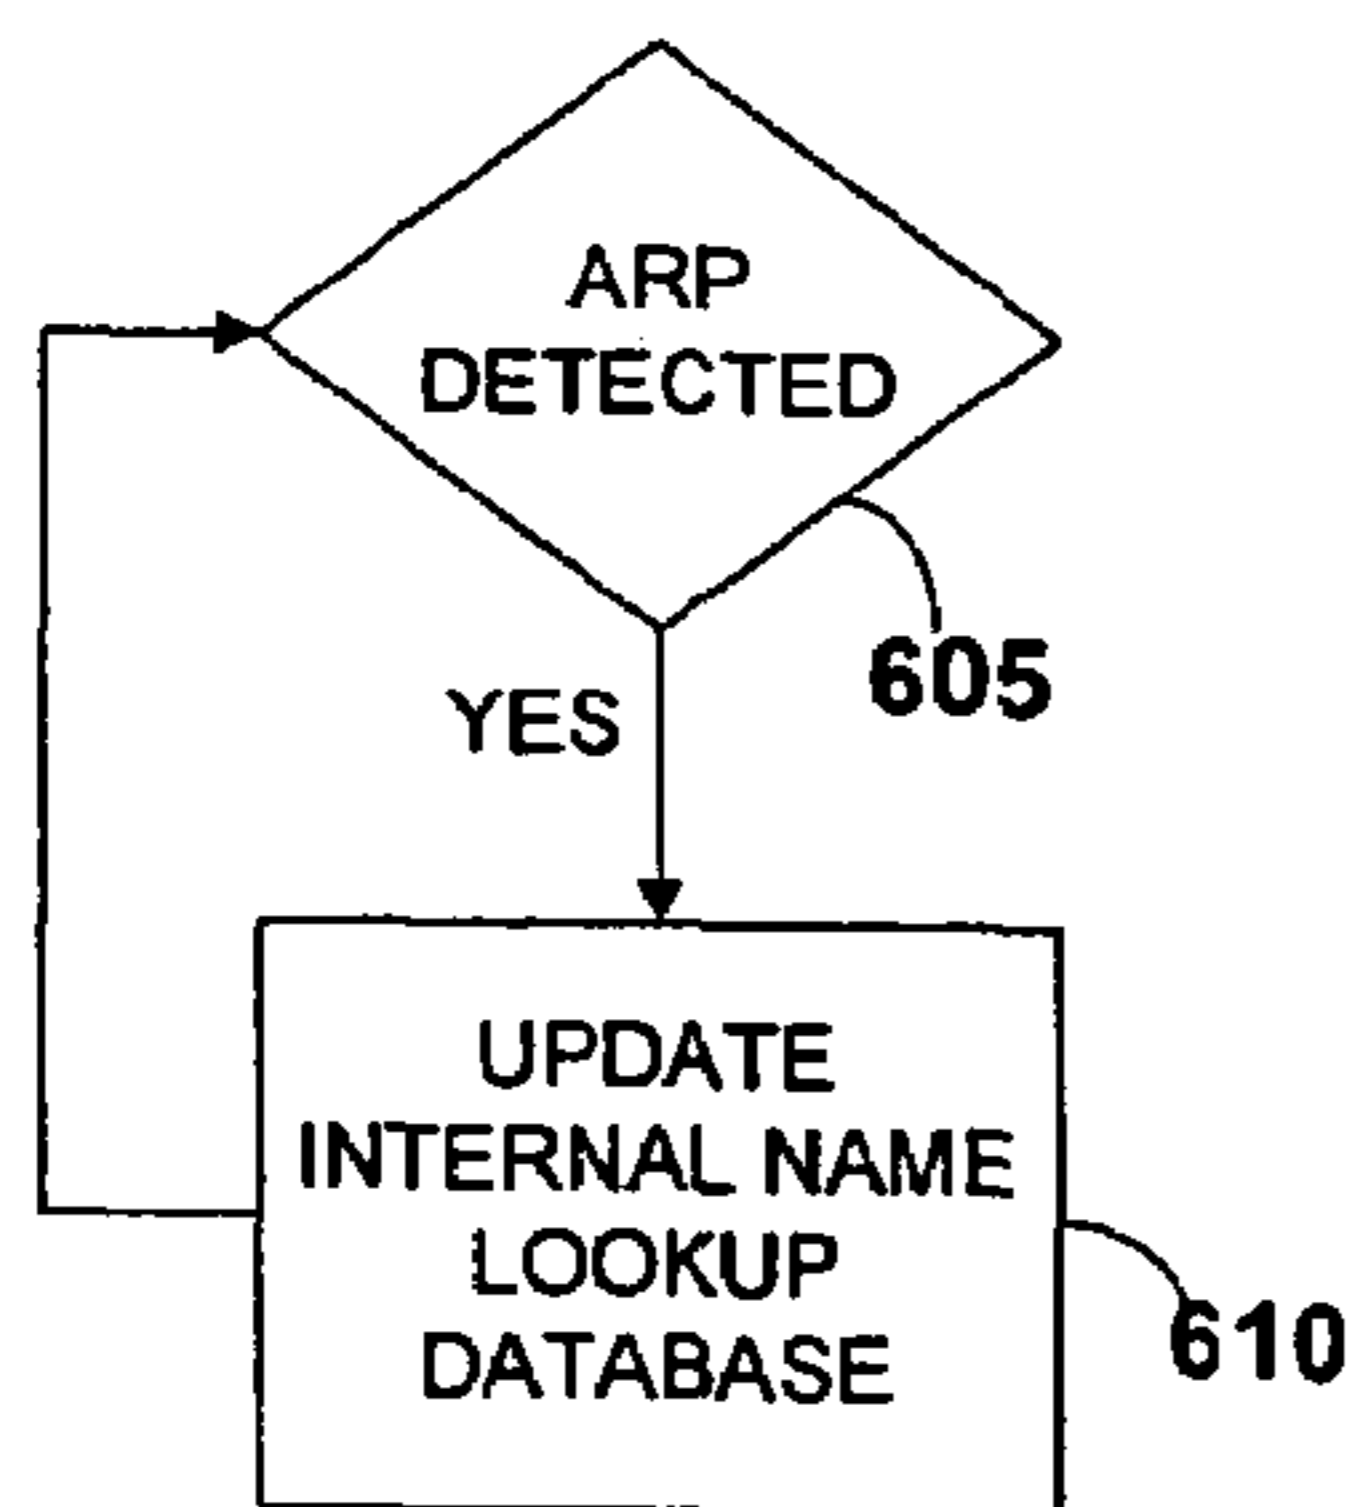 ARP
DETECTED
605
YES
UPDATE
INTERNAL NAME
LOOKUP
DATABASE
610